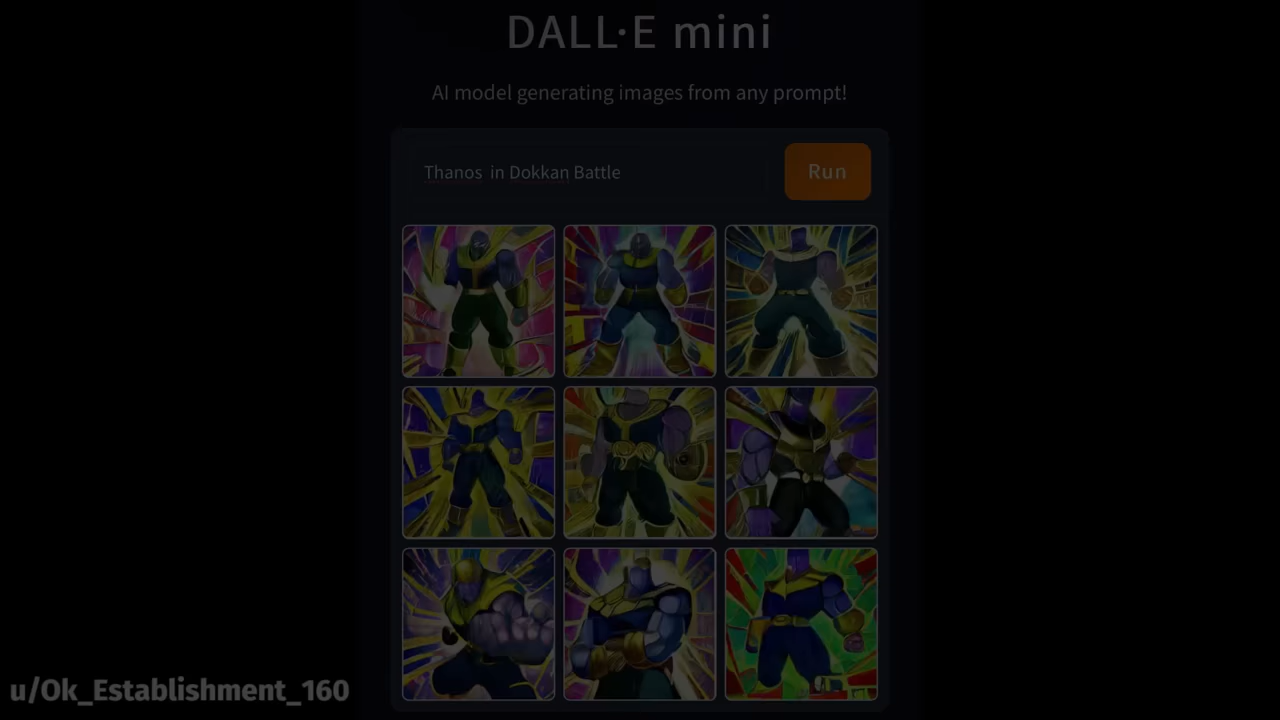 DALL·E mini
AI model generating images from any prompt!
Thanos  in Dokkan Battle
Run
u/Ok_Establishment_160